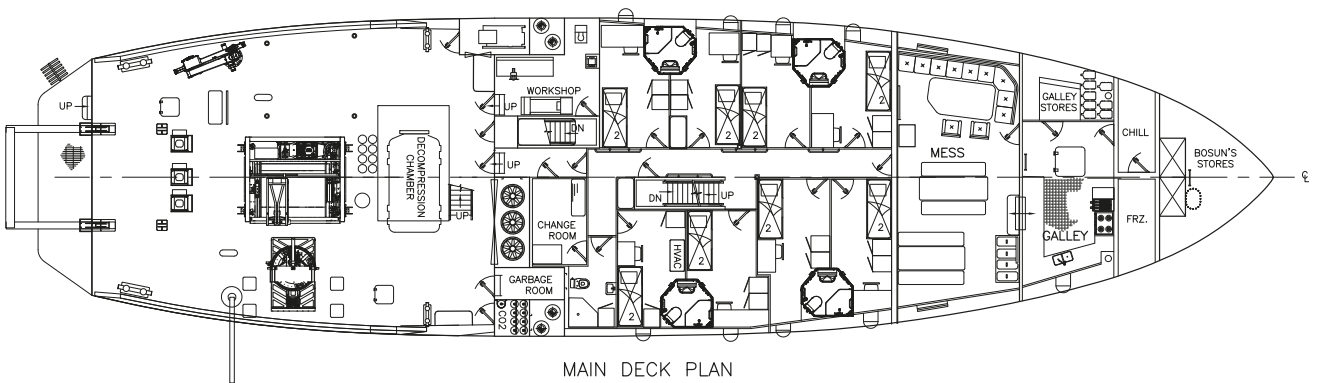 UP
DECOMPRESSION
CHAMBER
UP
WORKSHOP
UP
DN
UP
CHANGE
ROOM
GARBAGE
ROOM
CO2
2
2
2
2
DN
UP
HVAC
2
2
2
2
MESS
GALLEY
STORES
CHILL
BOSUN'S
STORES
GALLEY
FRZ.
℄
MAIN DECK PLAN